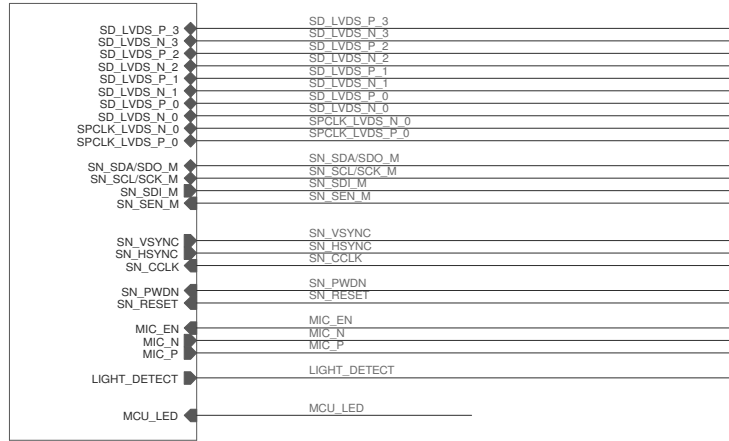 SD_LVDS_P_3 SD_LVDS_P_3
SD_LVDS_N_3 SD_LVDS_N_3
SD_LVDS_P_2 SD_LVDS_P_2
SD_LVDS_N_2 SD_LVDS_N_2
SD_LVDS_P_1 SD_LVDS_P_1
SD_LVDS_N_1 SD_LVDS_N_1
SD_LVDS_P_0 SD_LVDS_P_0
SD_LVDS_N_0 SD_LVDS_N_0
SPCLK_LVDS_N_0 SPCLK_LVDS_N_0
SPCLK_LVDS_P_0 SPCLK_LVDS_P_0
SN_SDA/SDO_M SN_SDA/SDO_M
SN_SCL/SCK_M SN_SCL/SCK_M
SN_SDI_M SN_SDI_M
SN_SEN_M SN_SEN_M
SN_VSYNC SN_VSYNC
SN_HSYNC SN_HSYNC
SN_CCLK SN_CCLK
SN_PWDN SN_PWDN
SN_RESET SN_RESET
MIC_EN MIC_EN
MIC_N MIC_N
MIC_P MIC_P
LIGHT_DETECT LIGHT_DETECT
MCU_LED MCU_LED